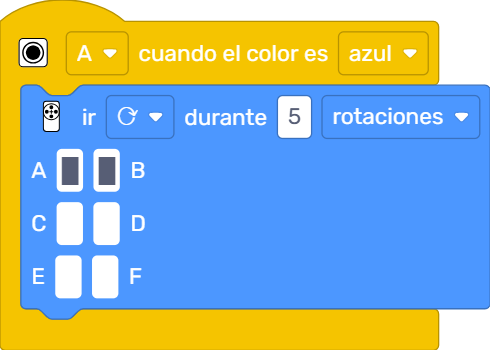 A cuando el color es azul
ir durante 5 rotaciones
A B
C D
E F